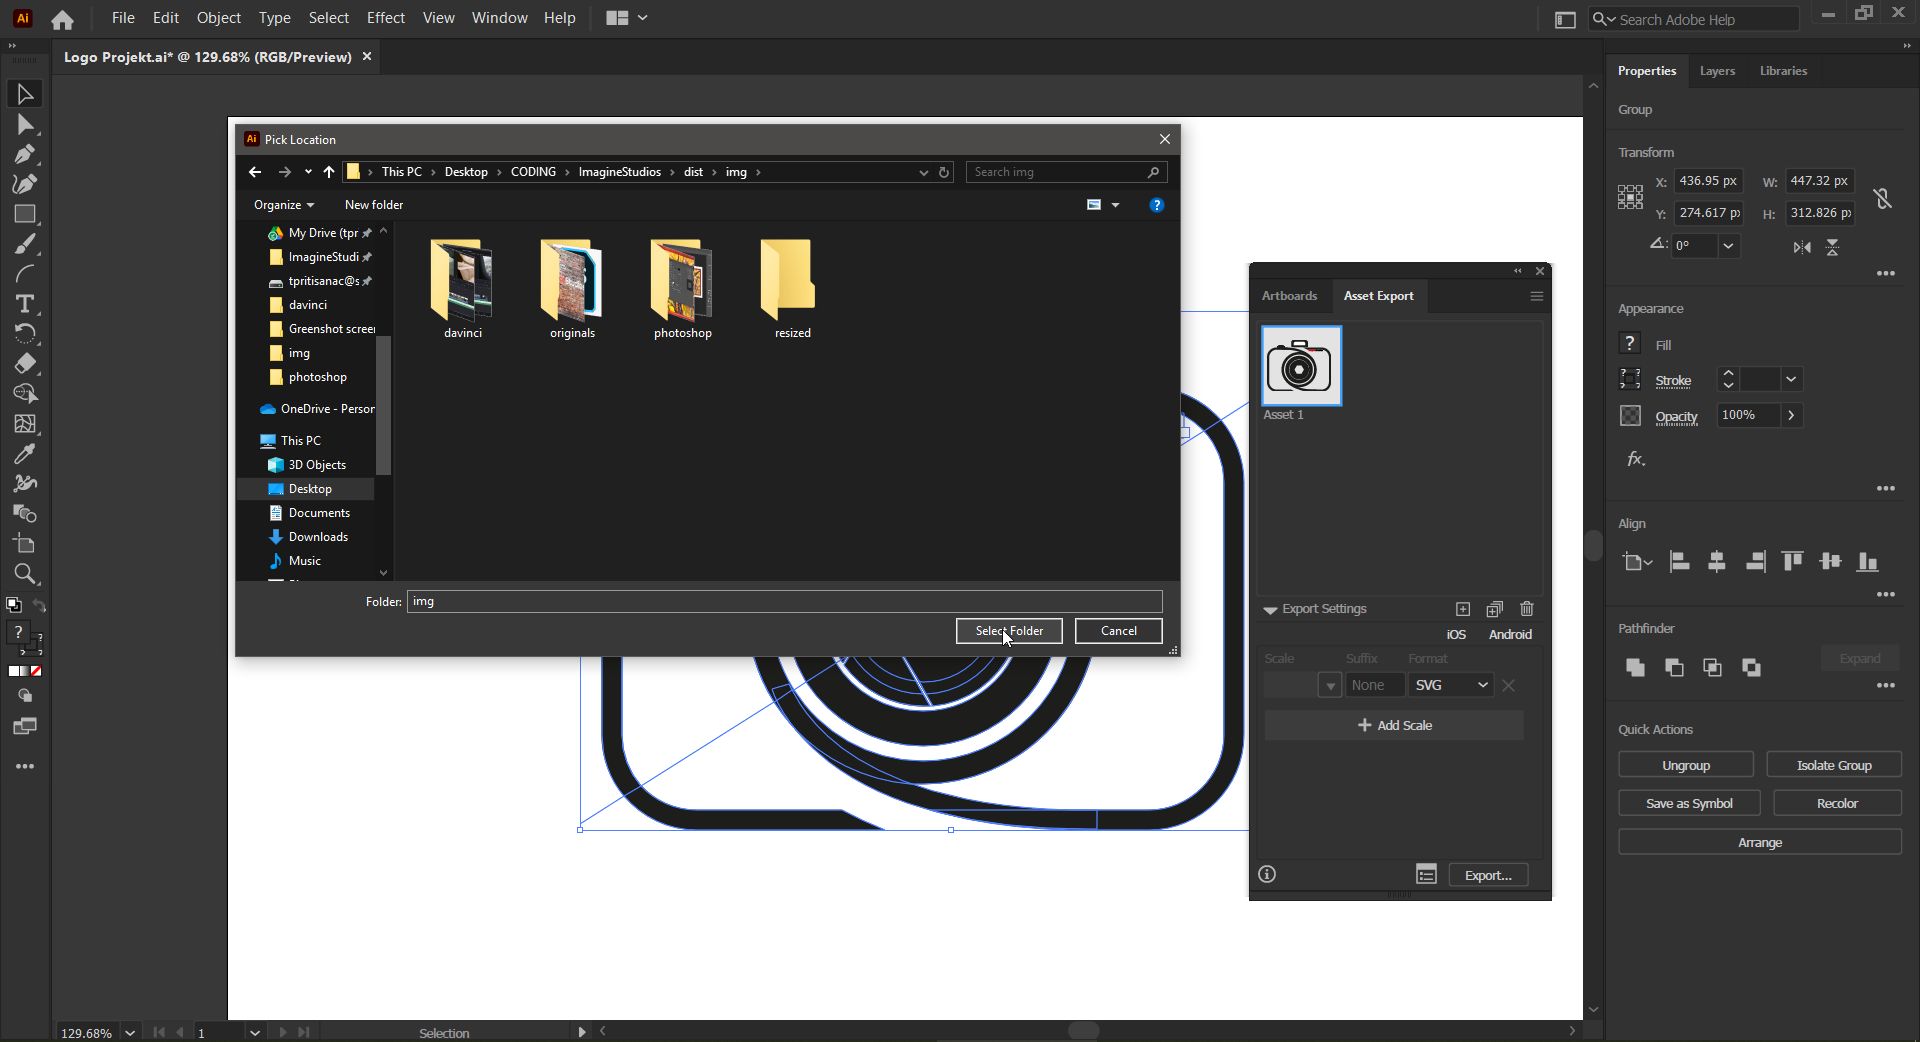 Ai File Edit Object Type Select Effect View Window Help Search Adobe Help
Logo Projekt.ai* @ 129.68% (RGB/Preview)
Ai Pick Location
This PC Desktop CODING ImagineStudios dist img Search img
Organize New folder
My Drive (tpr
ImagineStudi
tpritisanac@s
davinci
Greenshot screen
img
photoshop
OneDrive - Person
This PC
3D Objects
Desktop
Documents
Downloads
Music
davinci originals photoshop resized
Folder: img
Select Folder Cancel
Artboards Asset Export
Asset 1
Export Settings
iOS Android
Scale Suffix Format
None SVG
+ Add Scale
Export...
Properties Layers Libraries
Group
Transform
X: 436.95 px W: 447.32 px
Y: 274.617 p H: 312.826 p
0°
Appearance
? Fill
Stroke
Opacity 100%
fx.
Align
Pathfinder
Expand
Quick Actions
Ungroup Isolate Group
Save as Symbol Recolor
Arrange
129.68% 1 Selection